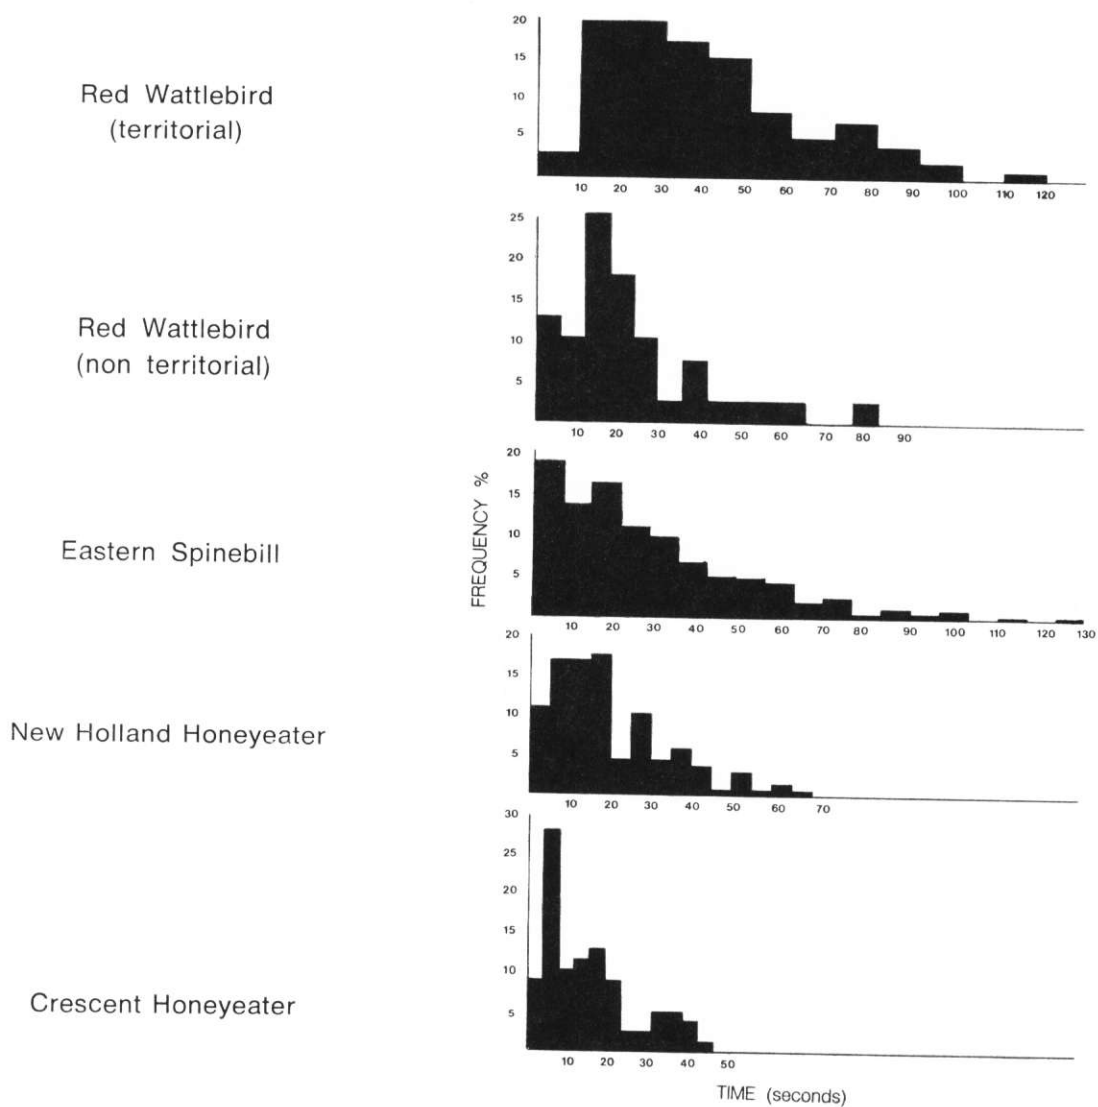 Red Wattlebird
(territorial)
20
15
10
5
10 20 30 40 50 60 70 80 90 100 110 120
Red Wattlebird
(non territorial)
25
20
15
10
5
10 20 30 40 50 60 70 80 90
Eastern Spinebill
FREQUENCY %
20
15
10
5
10 20 30 40 50 60 70 80 90 100 110 120 130
New Holland Honeyeater
20
15
10
5
10 20 30 40 50 60 70
Crescent Honeyeater
30
25
20
15
10
5
10 20 30 40 50
TIME (seconds)